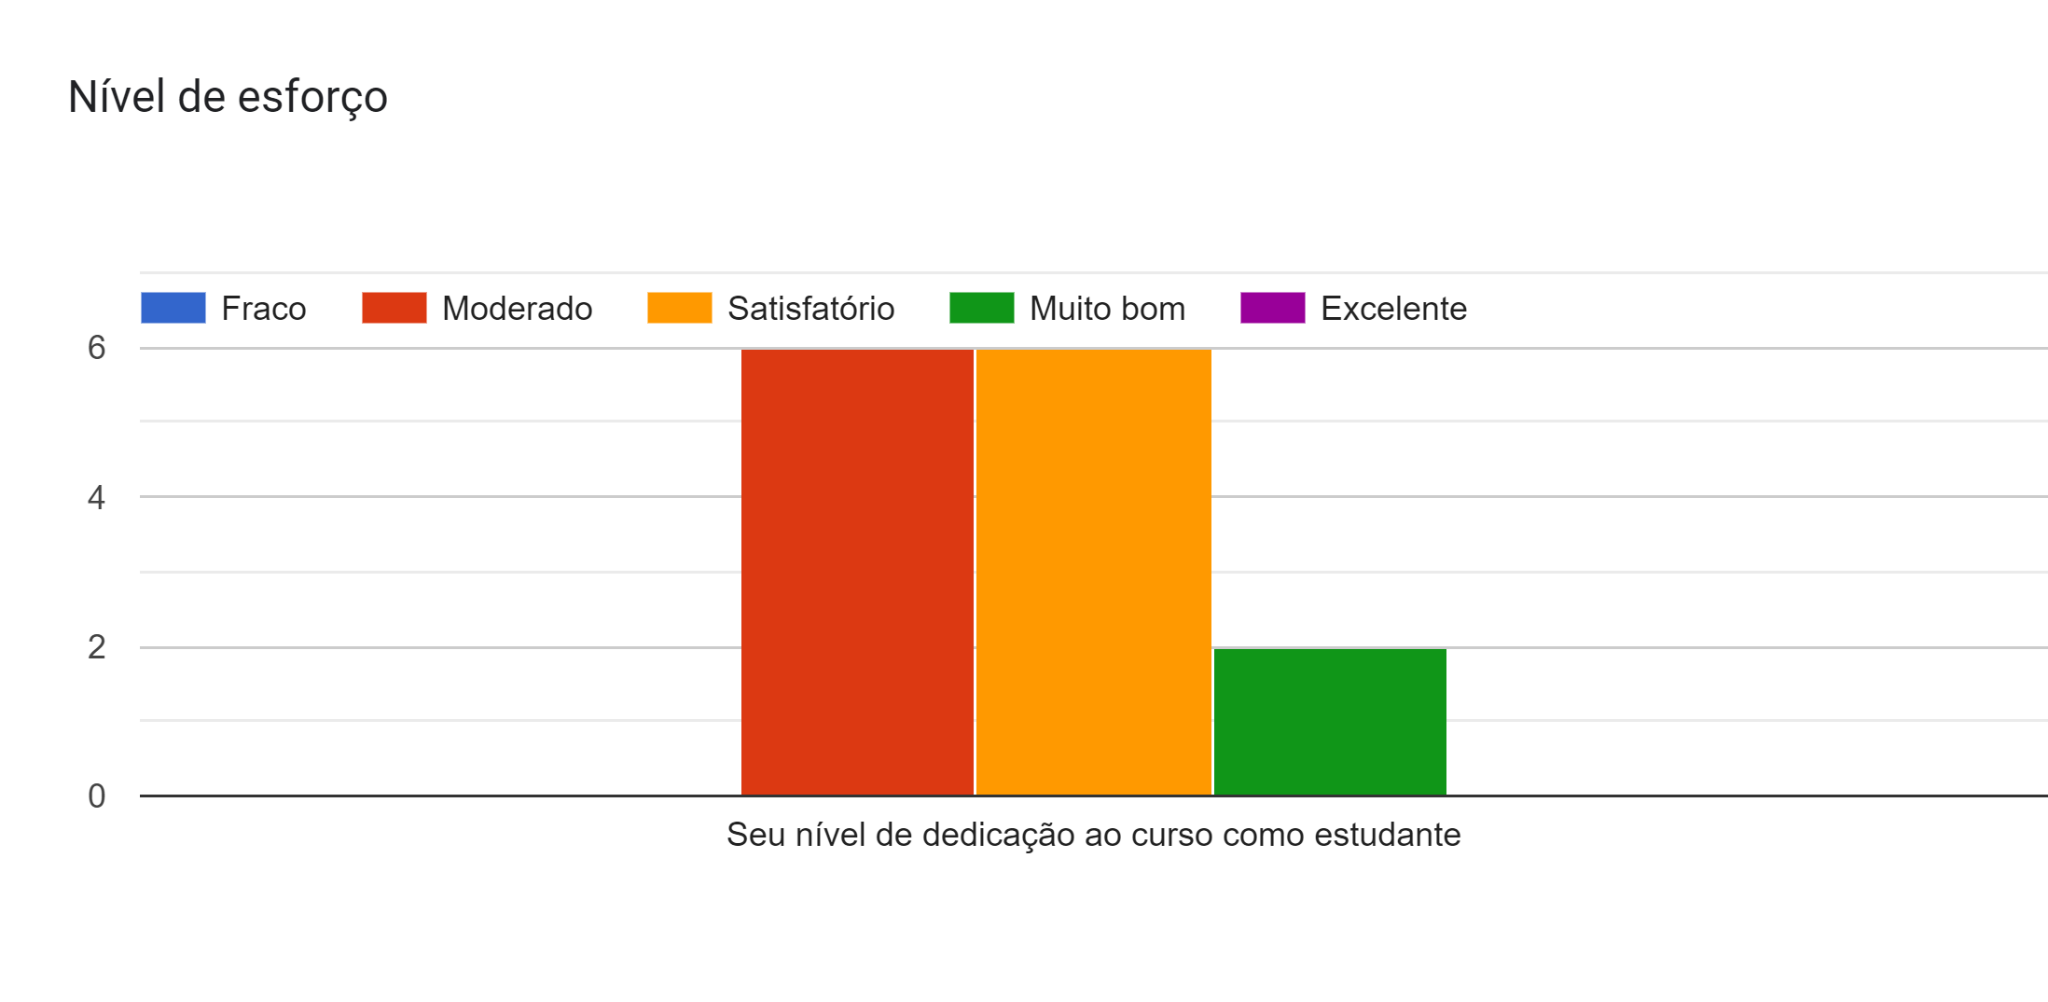 Nível de esforço
Fraco Moderado Satisfatório Muito bom Excelente
6
4
2
0
Seu nível de dedicação ao curso como estudante